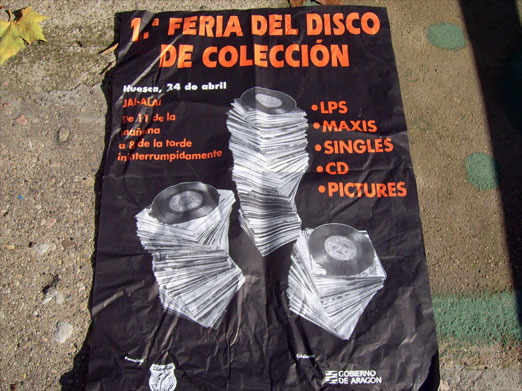 1.ª FERIA DEL DISCO
DE COLECCIÓN
Huesca, 24 de abril
JAI-ALAI
De 11 de la
mañana
a 8 de la tarde
ininterrumpidamente
•LPS
•MAXIS
•SINGLES
•CD
•PICTURES
GOBIERNO
DE ARAGON